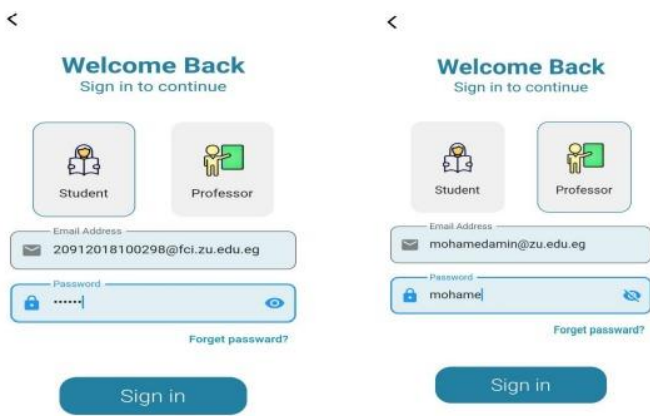 Welcome Back
Sign in to continue
Student Professor
Email Address
20912018100298@fci.zu.edu.eg
Password
••••••
Forget passward?
Sign in
Welcome Back
Sign in to continue
Student Professor
Email Address
mohamedamin@zu.edu.eg
Password
mohame
Forget passward?
Sign in